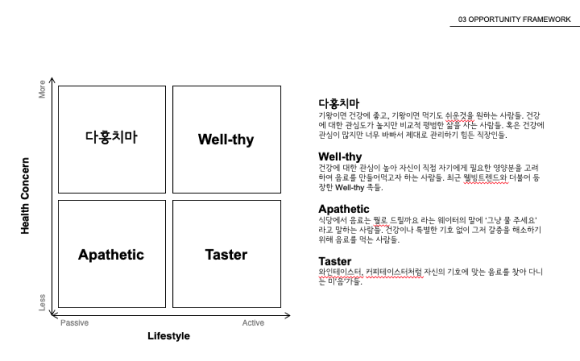 03 OPPORTUNITY FRAMEWORK
More
다홍치마
Well-thy
Health Concern
Apathetic
Taster
Less
Passive
Active
Lifestyle
다홍치마
기왕이면 건강에 좋고, 기왕이면 먹기도 쉬운것을 원하는 사람들. 건강
에 대한 관심도가 높지만 비교적 평범한 삶을 사는 사람들. 혹은 건강에
관심이 많지만 너무 바빠서 제대로 관리하기 힘든 직장인들.
Well-thy
건강에 대한 관심이 높아 자신이 직접 자기에게 필요한 영양분을 고려
하여 음료를 만들어먹고자 하는 사람들. 최근 웰빙트렌드와 더불어 등
장한 Well-thy 족들.
Apathetic
식당에서 음료는 뭘로 드릴까요 라는 웨이터의 말에 '그냥 물 주세요'
라고 말하는 사람들. 건강이나 특별한 기호 없이 그저 갈증을 해소하기
위해 음료를 먹는 사람들.
Taster
와인테이스터, 커피테이스터처럼 자신의 기호에 맞는 음료를 찾아 다니
는 미'음'가들.